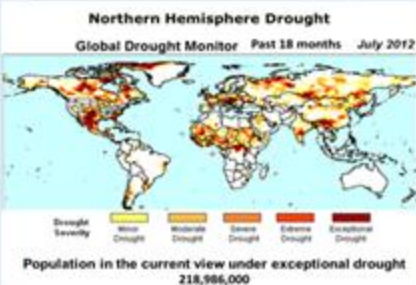 Northern Hemisphere Drought
Global Drought Monitor Past 18 months July 2012
Drought Severity
Minor Drought
Moderate Drought
Severe Drought
Extreme Drought
Exceptional Drought
Population in the current view under exceptional drought
218,986,000